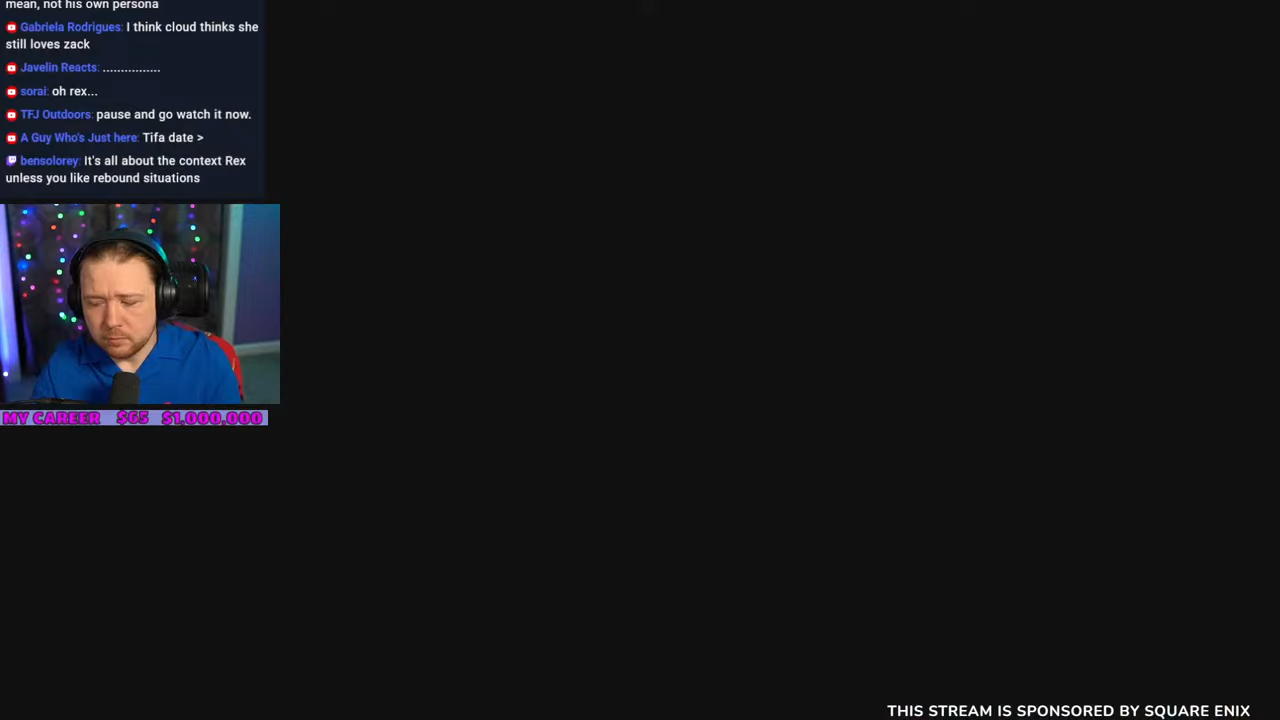 mean, not his own persona
Gabriela Rodrigues: I think cloud thinks she
still loves zack
Javelin Reacts: ................
sorai: oh rex...
TFJ Outdoors: pause and go watch it now.
A Guy Who's Just here: Tifa date >
bensolorey: It's all about the context Rex
unless you like rebound situations
MY CAREER $65 $1,000,000
THIS STREAM IS SPONSORED BY SQUARE ENIX